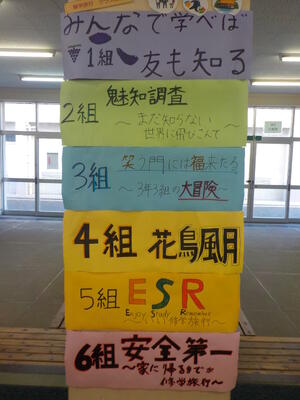 みんなで学べば
1組 友も知る
2組 魅知調査
～まだ知らない
世界に飛びこんで～
3組 笑う門には福来たる
～3年3組の大冒険～
4組 花鳥風月
5組 ESR
Enjoy Study Remember
修学旅行～
6組 安全第一
～家に帰るまでが
修学旅行～